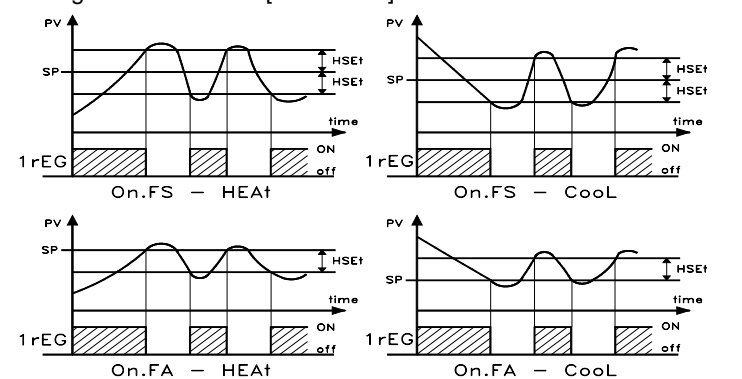 PV
HSEt
SP
HSEt
time
ON
1rEG
off
On.FS – HEAt
PV
HSEt
SP
HSEt
time
ON
1rEG
off
On.FS – CooL
PV
SP
HSEt
time
ON
1rEG
off
On.FA – HEAt
PV
HSEt
SP
time
ON
1rEG
off
On.FA – CooL